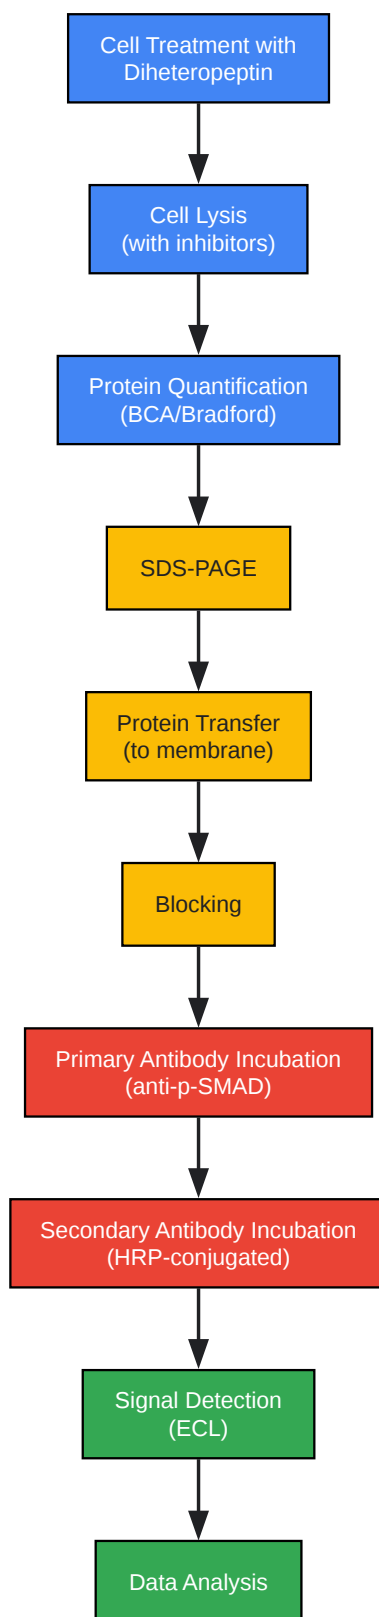 Cell Treatment with
Diheteropeptin
Cell Lysis
(with inhibitors)
Protein Quantification
(BCA/Bradford)
SDS-PAGE
Protein Transfer
(to membrane)
Blocking
Primary Antibody Incubation
(anti-p-SMAD)
Secondary Antibody Incubation
(HRP-conjugated)
Signal Detection
(ECL)
Data Analysis